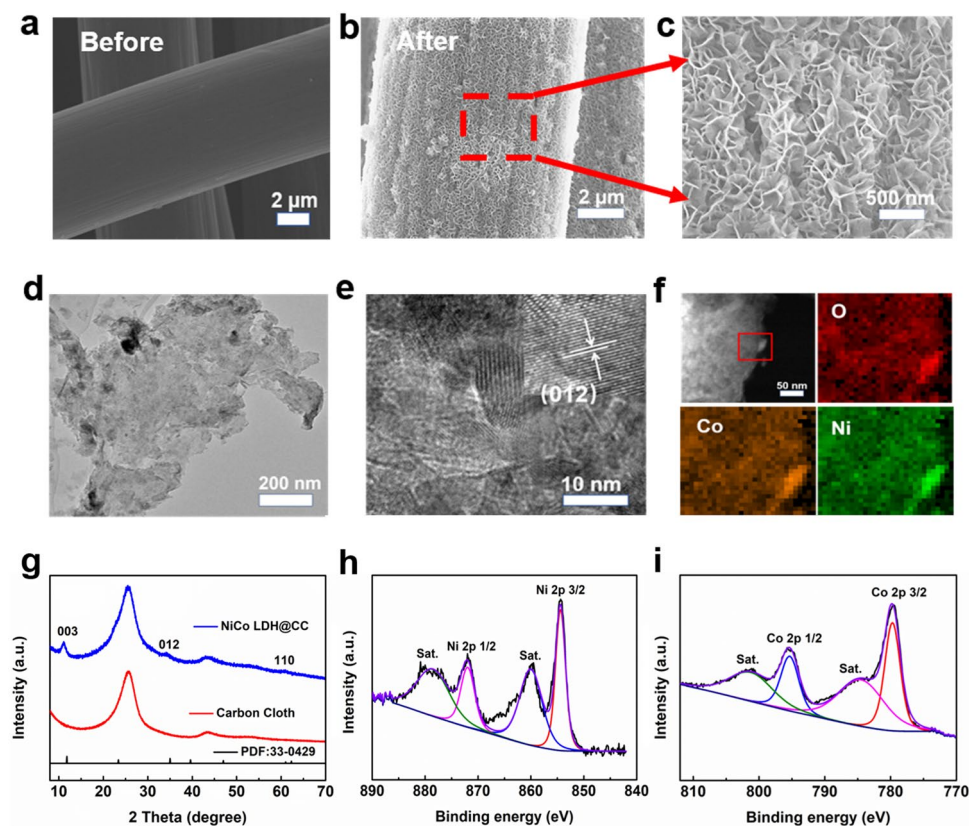 a
Before
2 μm
b
After
2 μm
c
500 nm
d
200 nm
e
(012)
10 nm
f
50 nm
O
Co
Ni
g
003
012
110
NiCo LDH@CC
Carbon Cloth
PDF:33-0429
Intensity (a.u.)
10 20 30 40 50 60 70
2 Theta (degree)
h
Ni 2p 3/2
Sat.
Ni 2p 1/2
Sat.
Intensity (a.u.)
890 880 870 860 850 840
Binding energy (eV)
i
Co 2p 3/2
Co 2p 1/2
Sat.
Sat.
Intensity (a.u.)
810 800 790 780 770
Binding energy (eV)